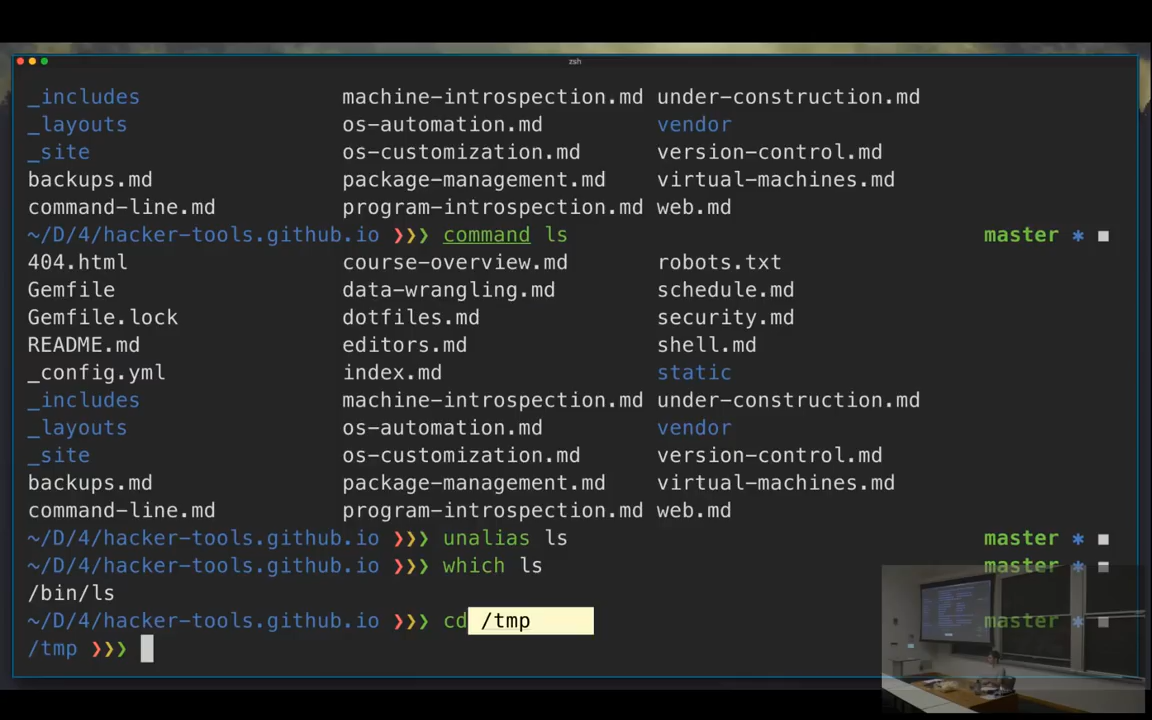 zsh
_includes machine-introspection.md under-construction.md
_layouts os-automation.md vendor
_site os-customization.md version-control.md
backups.md package-management.md virtual-machines.md
command-line.md program-introspection.md web.md
~/D/4/hacker-tools.github.io ❯❯❯ command ls master ✱ ◼
404.html course-overview.md robots.txt
Gemfile data-wrangling.md schedule.md
Gemfile.lock dotfiles.md security.md
README.md editors.md shell.md
_config.yml index.md static
_includes machine-introspection.md under-construction.md
_layouts os-automation.md vendor
_site os-customization.md version-control.md
backups.md package-management.md virtual-machines.md
command-line.md program-introspection.md web.md
~/D/4/hacker-tools.github.io ❯❯❯ unalias ls master ✱ ◼
~/D/4/hacker-tools.github.io ❯❯❯ which ls master ✱ ◼
/bin/ls
~/D/4/hacker-tools.github.io ❯❯❯ cd /tmp master ✱ ◼
/tmp ❯❯❯